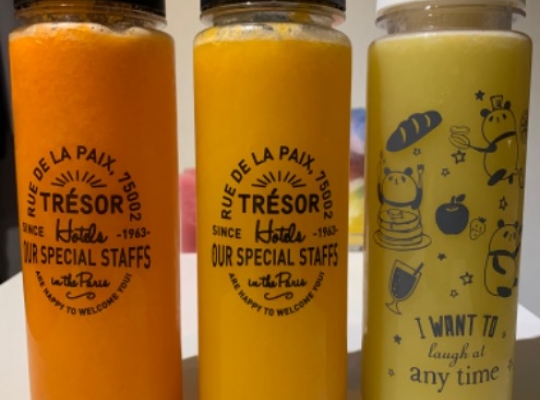 RUE DE LA PAIX, 75002
TRÉSOR
SINCE Hotels -1963-
OUR SPECIAL STAFFS
in the Paris
ARE HAPPY TO WELCOME YOU!
RUE DE LA PAIX, 75002
TRÉSOR
SINCE Hotels -1963-
OUR SPECIAL STAFFS
in the Paris
ARE HAPPY TO WELCOME YOU!
I WANT TO
laugh at
any time